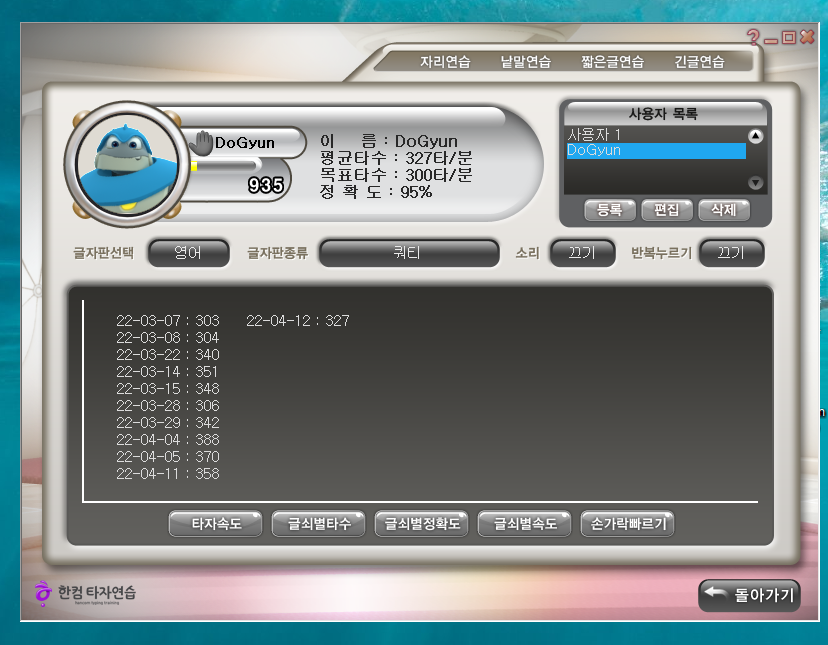 자리연습 낱말연습 짧은글연습 긴글연습
DoGyun
935
이 름 : DoGyun
평균타수 : 327타/분
목표타수 : 300타/분
정 확 도 : 95%
사용자 목록
사용자 1
DoGyun
등록 편집 삭제
글자판선택 영어 글자판종류 쿼티 소리 끄기 반복누르기 끄기
22-03-07 : 303 22-04-12 : 327
22-03-08 : 304
22-03-22 : 340
22-03-14 : 351
22-03-15 : 348
22-03-28 : 306
22-03-29 : 342
22-04-04 : 388
22-04-05 : 370
22-04-11 : 358
타자속도 글쇠별타수 글쇠별정확도 글쇠별속도 손가락빠르기
한컴 타자연습
Hancom typing training
돌아가기